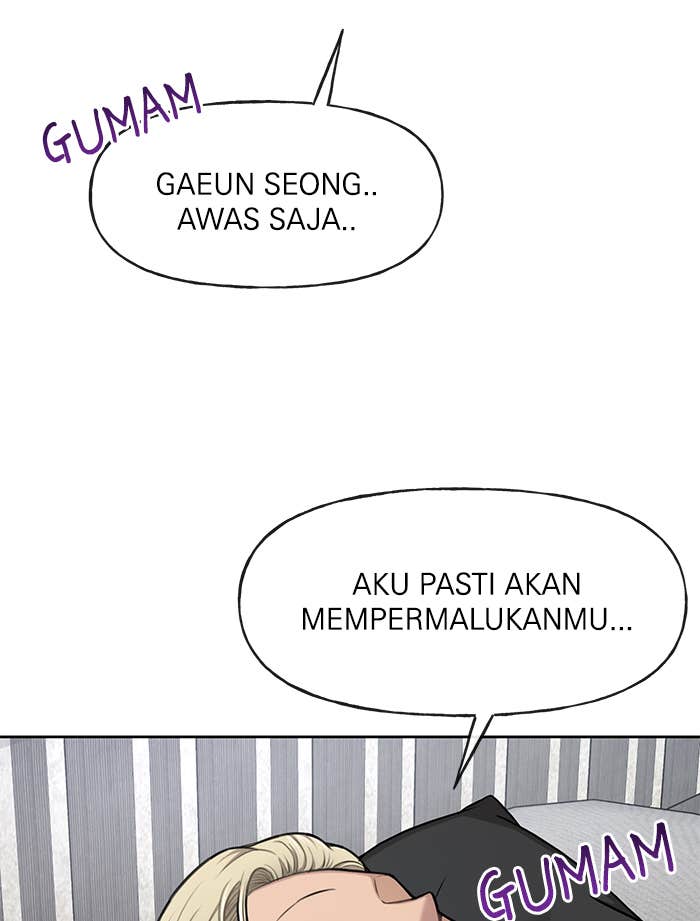 GUMAM
GAEUN SEONG..
AWAS SAJA..
AKU PASTI AKAN
MEMPERMALUKANMU...
GUMAM